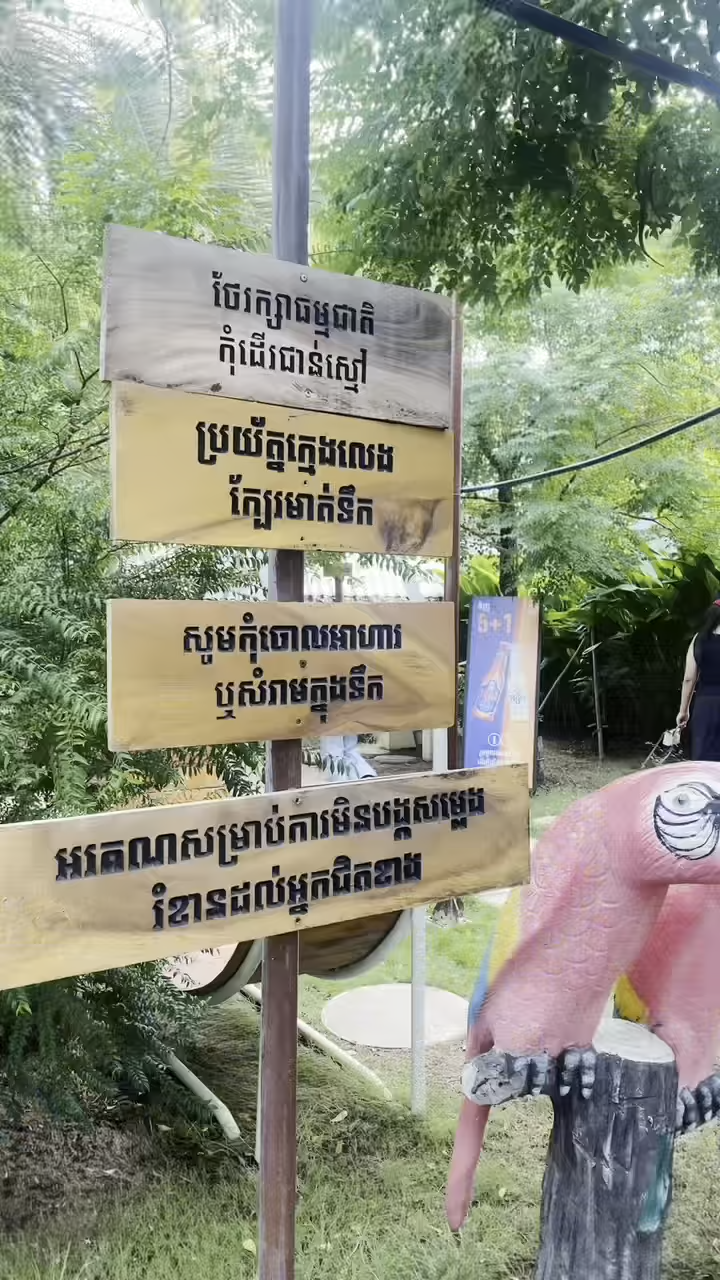 ថែរក្សាធម្មជាតិ
កុំដើរជាន់ស្មៅ
ប្រយ័ត្នក្មេងលេង
ក្បែរមាត់ទឹក
សូមកុំចោលអាហារ
ឬសំរាមក្នុងទឹក
អរគណសម្រាប់ការមិនបង្កសម្លេង
រំខានដល់អ្នកជិតខាង
5+1